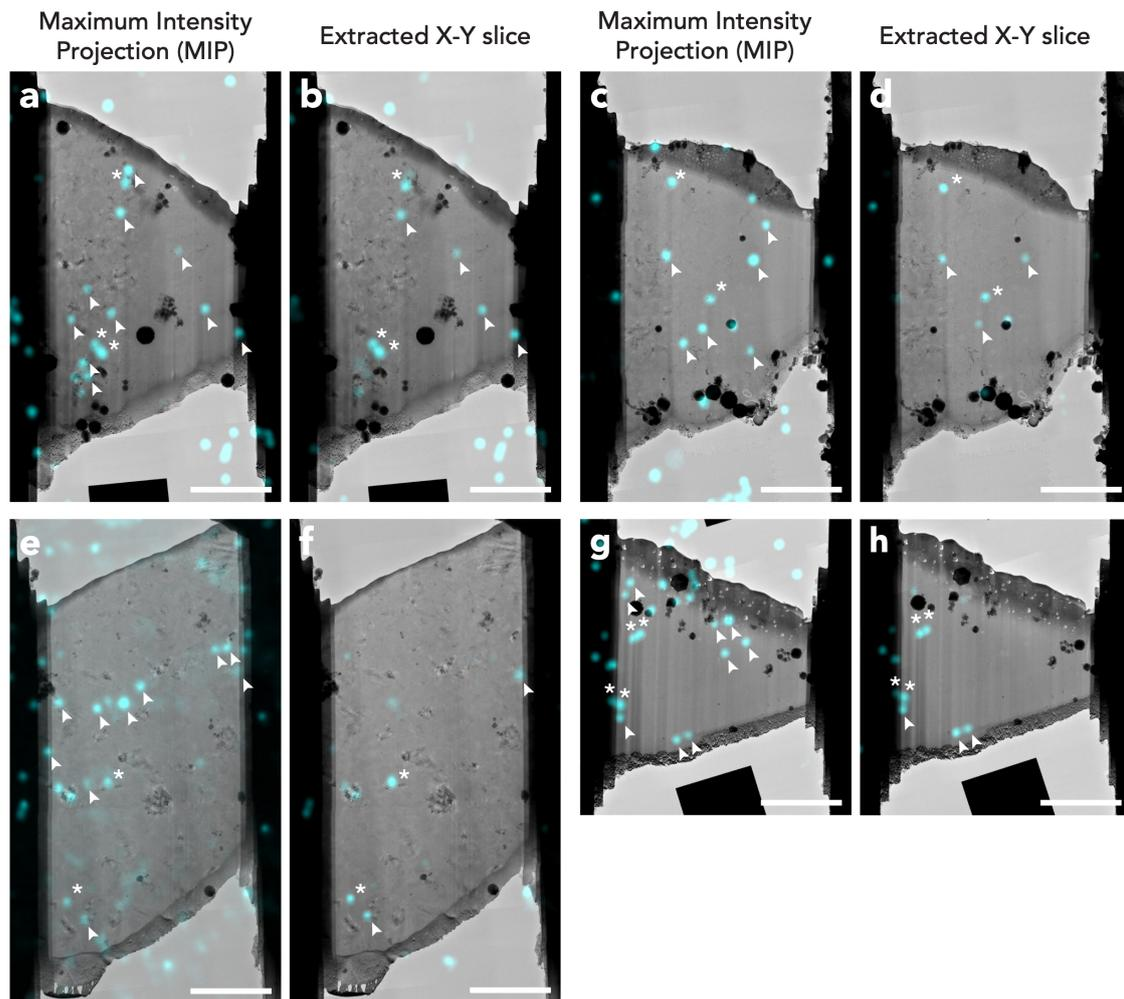 Maximum Intensity
Projection (MIP)
Extracted X-Y slice
Maximum Intensity
Projection (MIP)
Extracted X-Y slice
a
b
c
d
e
f
g
h